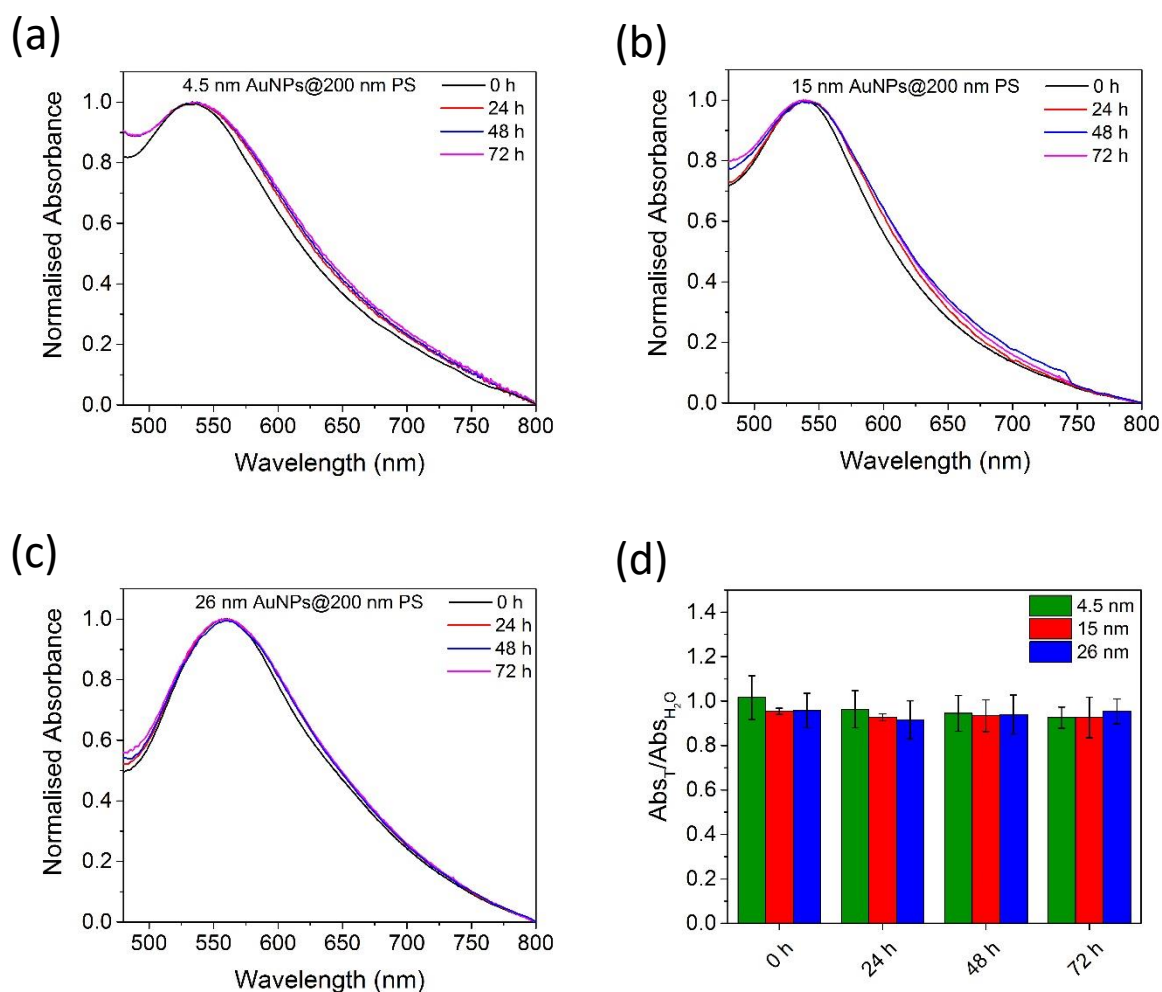 (a)
4.5 nm AuNPs@200 nm PS
0 h
24 h
48 h
72 h
1.0
0.8
0.6
0.4
0.2
0.0
Normalised Absorbance
500 550 600 650 700 750 800
Wavelength (nm)
(b)
15 nm AuNPs@200 nm PS
0 h
24 h
48 h
72 h
1.0
0.8
0.6
0.4
0.2
0.0
Normalised Absorbance
500 550 600 650 700 750 800
Wavelength (nm)
(c)
26 nm AuNPs@200 nm PS
0 h
24 h
48 h
72 h
1.0
0.8
0.6
0.4
0.2
0.0
Normalised Absorbance
500 550 600 650 700 750 800
Wavelength (nm)
(d)
4.5 nm
15 nm
26 nm
1.4
1.2
1.0
0.8
0.6
0.4
0.2
0.0
Abs_T/Abs_H₂O
0 h 24 h 48 h 72 h